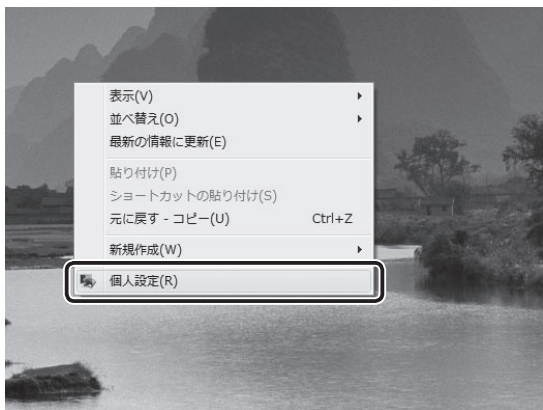 表示(V)
並べ替え(O)
最新の情報に更新(E)
貼り付け(P)
ショートカットの貼り付け(S)
元に戻す - コピー(U) Ctrl+Z
新規作成(W)
個人設定(R)